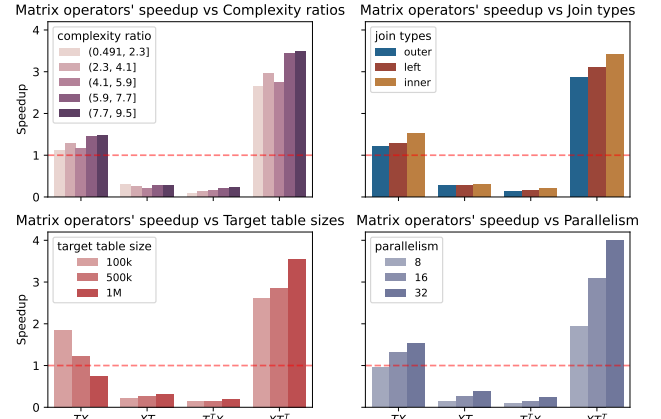 Matrix operators' speedup vs Complexity ratios
Speedup
4
3
2
1
0
complexity ratio
(0.491, 2.3]
(2.3, 4.1]
(4.1, 5.9]
(5.9, 7.7]
(7.7, 9.5]
Matrix operators' speedup vs Join types
join types
outer
left
inner
Matrix operators' speedup vs Target table sizes
Speedup
4
3
2
1
0
target table size
100k
500k
1M
Matrix operators' speedup vs Parallelism
parallelism
8
16
32